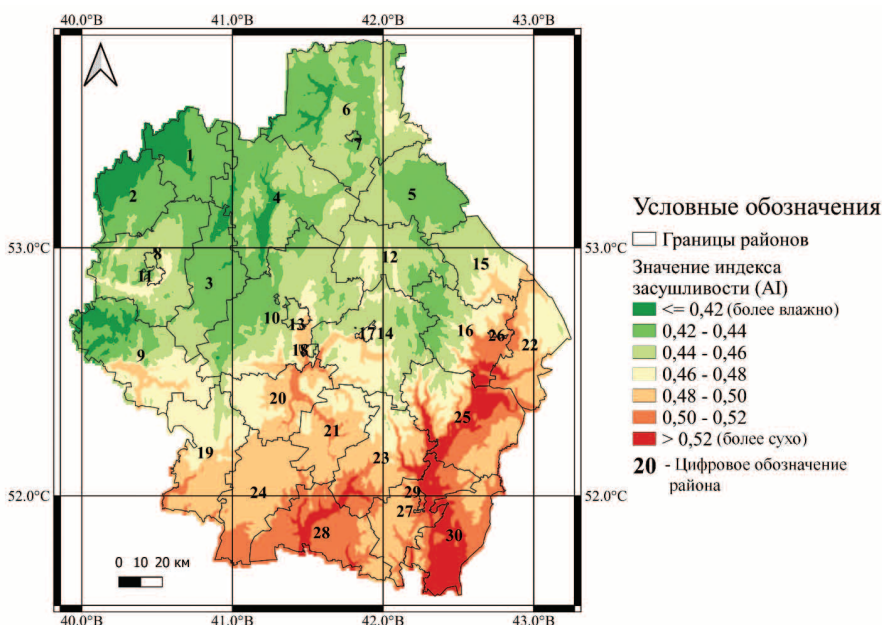 40.0°В 41.0°В 42.0°В 43.0°В
6
7
1
2
4
5
53.0°С 53.0°С
8
12
15
11
3
10
13
17 14
16
26
22
18
9
20
25
21
19
23
52.0°С 52.0°С
24
29
27
28
30
0 10 20 км
40.0°В 41.0°В 42.0°В 43.0°В
Условные обозначения
Границы районов
Значение индекса
засушливости (AI)
<= 0,42 (более влажно)
0,42 - 0,44
0,44 - 0,46
0,46 - 0,48
0,48 - 0,50
0,50 - 0,52
> 0,52 (более сухо)
20 - Цифровое обозначение
района